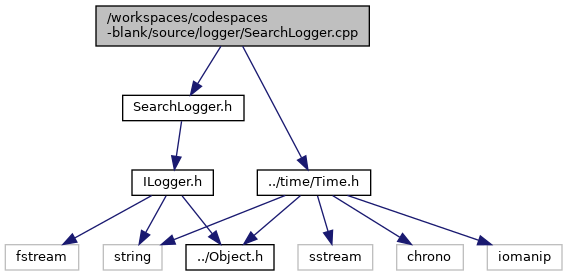 /workspaces/codespaces
-blank/source/logger/SearchLogger.cpp
SearchLogger.h
ILogger.h
../time/Time.h
fstream
string
../Object.h
sstream
chrono
iomanip